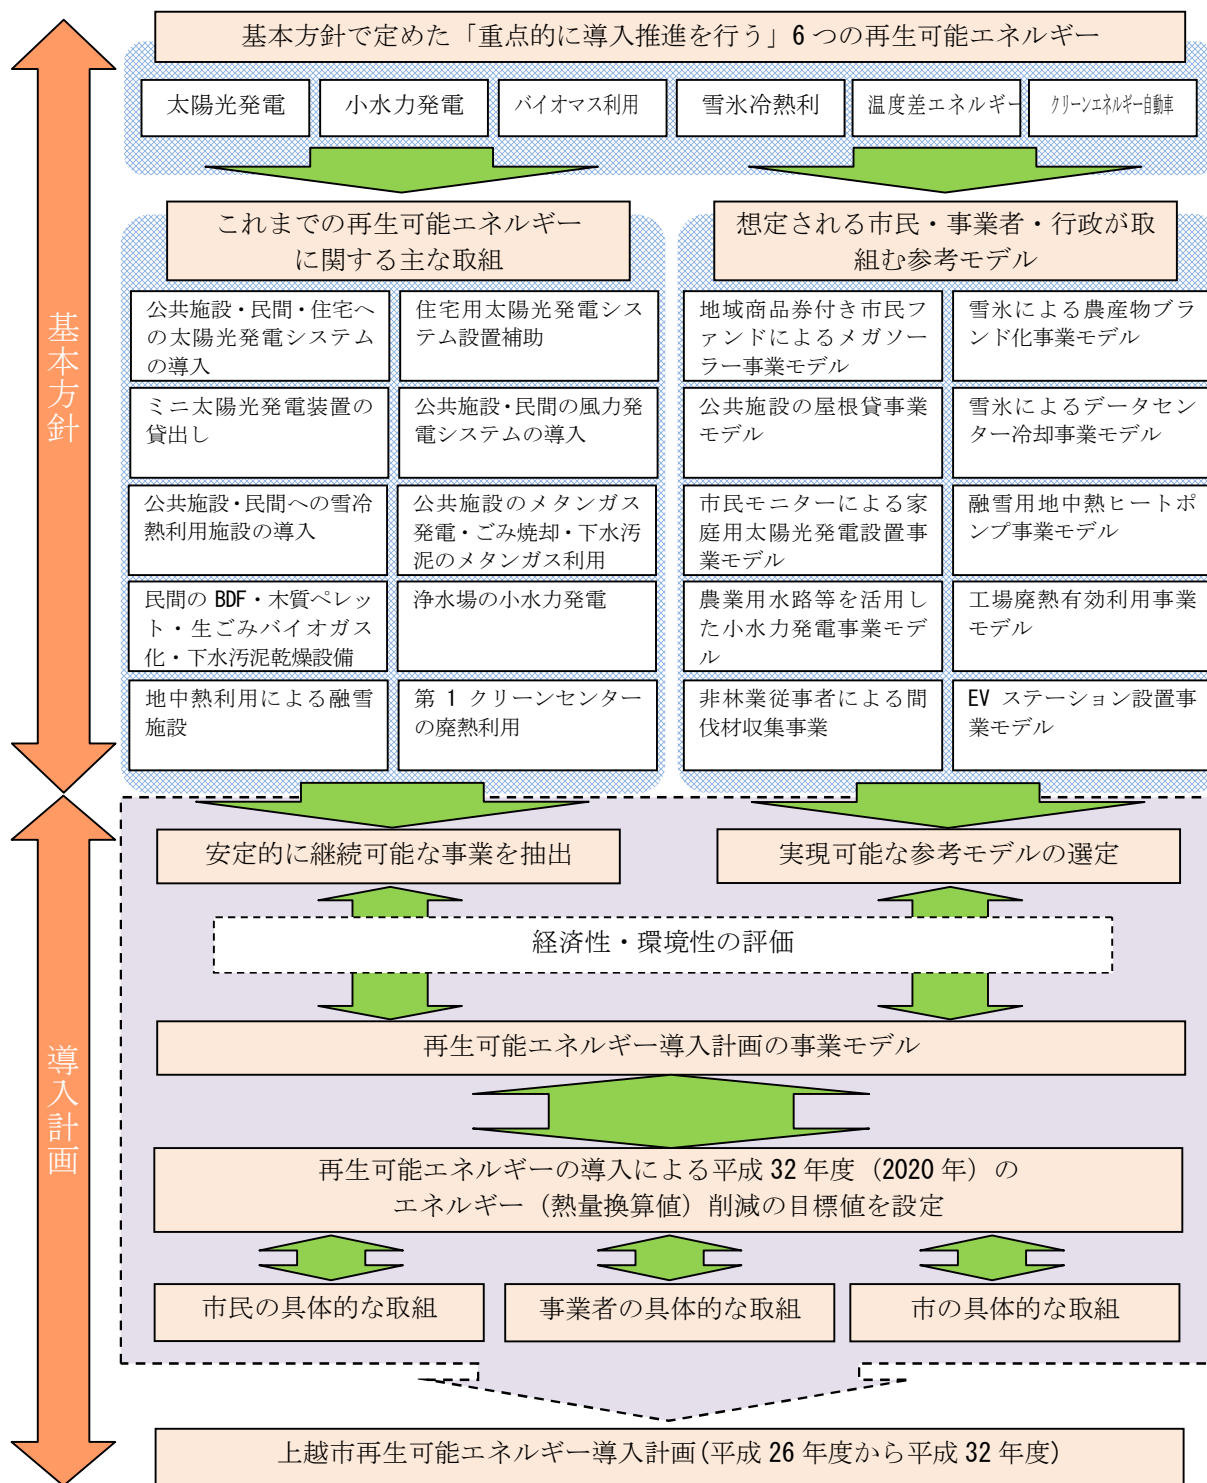 基本方針で定めた「重点的に導入推進を行う」6つの再生可能エネルギー
太陽光発電
小水力発電
バイオマス利用
雪氷冷熱利
温度差エネルギー
クリーンエネルギー自動車
基本方針
これまでの再生可能エネルギー
に関する主な取組
公共施設・民間・住宅へ
の太陽光発電システム
の導入
住宅用太陽光発電シス
テム設置補助
ミニ太陽光発電装置の
貸出し
公共施設・民間の風力発
電システムの導入
公共施設・民間への雪冷
熱利用施設の導入
公共施設のメタンガス
発電・ごみ焼却・下水汚
泥のメタンガス利用
民間の BDF・木質ペレッ
ト・生ごみバイオガス
化・下水汚泥乾燥設備
浄水場の小水力発電
地中熱利用による融雪
施設
第 1 クリーンセンター
の廃熱利用
想定される市民・事業者・行政が取
組む参考モデル
地域商品券付き市民フ
ァンドによるメガソー
ラー事業モデル
雪氷による農産物ブラ
ンド化事業モデル
公共施設の屋根貸事業
モデル
雪氷によるデータセン
ター冷却事業モデル
市民モニターによる家
庭用太陽光発電設置事
業モデル
融雪用地中熱ヒートポ
ンプ事業モデル
農業用水路等を活用し
た小水力発電事業モデ
ル
工場廃熱有効利用事業
モデル
非林業従事者による間
伐材収集事業
EV ステーション設置事
業モデル
導入計画
安定的に継続可能な事業を抽出
実現可能な参考モデルの選定
経済性・環境性の評価
再生可能エネルギー導入計画の事業モデル
再生可能エネルギーの導入による平成 32 年度（2020 年）の
エネルギー（熱量換算値）削減の目標値を設定
市民の具体的な取組
事業者の具体的な取組
市の具体的な取組
上越市再生可能エネルギー導入計画(平成 26 年度から平成 32 年度)